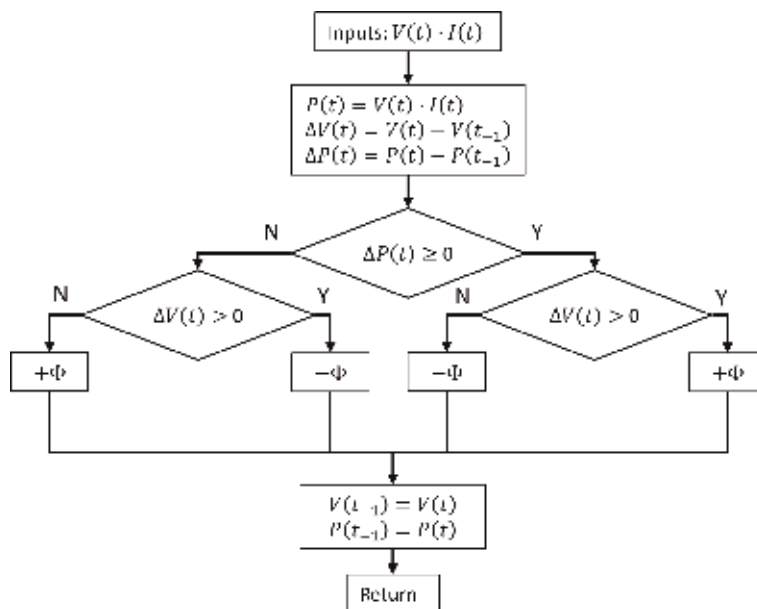 Inputs: V(t) · I(t)
P(t) = V(t) · I(t)
ΔV(t) = V(t) − V(t₋₁)
ΔP(t) = P(t) − P(t₋₁)
N
Y
ΔP(t) ≥ 0
N
Y
N
Y
ΔV(t) > 0
ΔV(t) > 0
+Φ
−Φ
−Φ
+Φ
V(t₋₁) = V(t)
P(t₋₁) = P(t)
Return